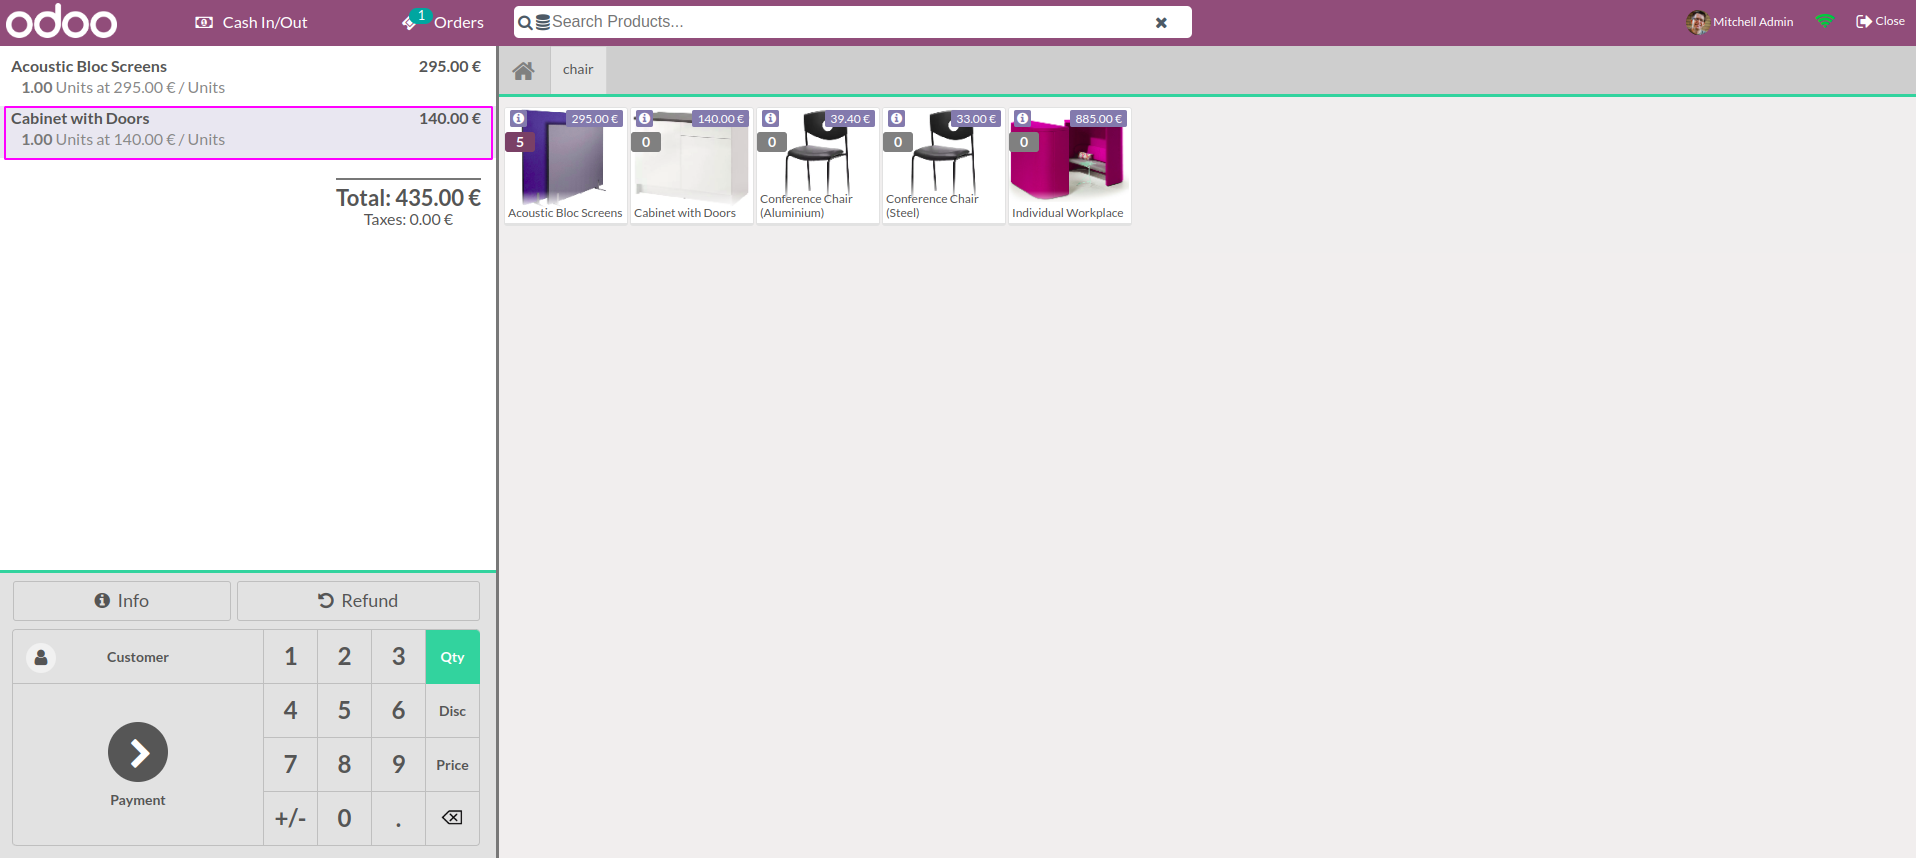 odoo
Cash In/Out
1
Orders
Search Products...
Mitchell Admin
Close
Acoustic Bloc Screens 295.00 €
1.00 Units at 295.00 € / Units
Cabinet with Doors 140.00 €
1.00 Units at 140.00 € / Units
Total: 435.00 €
Taxes: 0.00 €
Info
Refund
Customer
1 2 3 Qty
4 5 6 Disc
7 8 9 Price
+/- 0 .
Payment
chair
295.00 €
5
Acoustic Bloc Screens
140.00 €
0
Cabinet with Doors
39.40 €
0
Conference Chair
(Aluminium)
33.00 €
0
Conference Chair
(Steel)
885.00 €
0
Individual Workplace